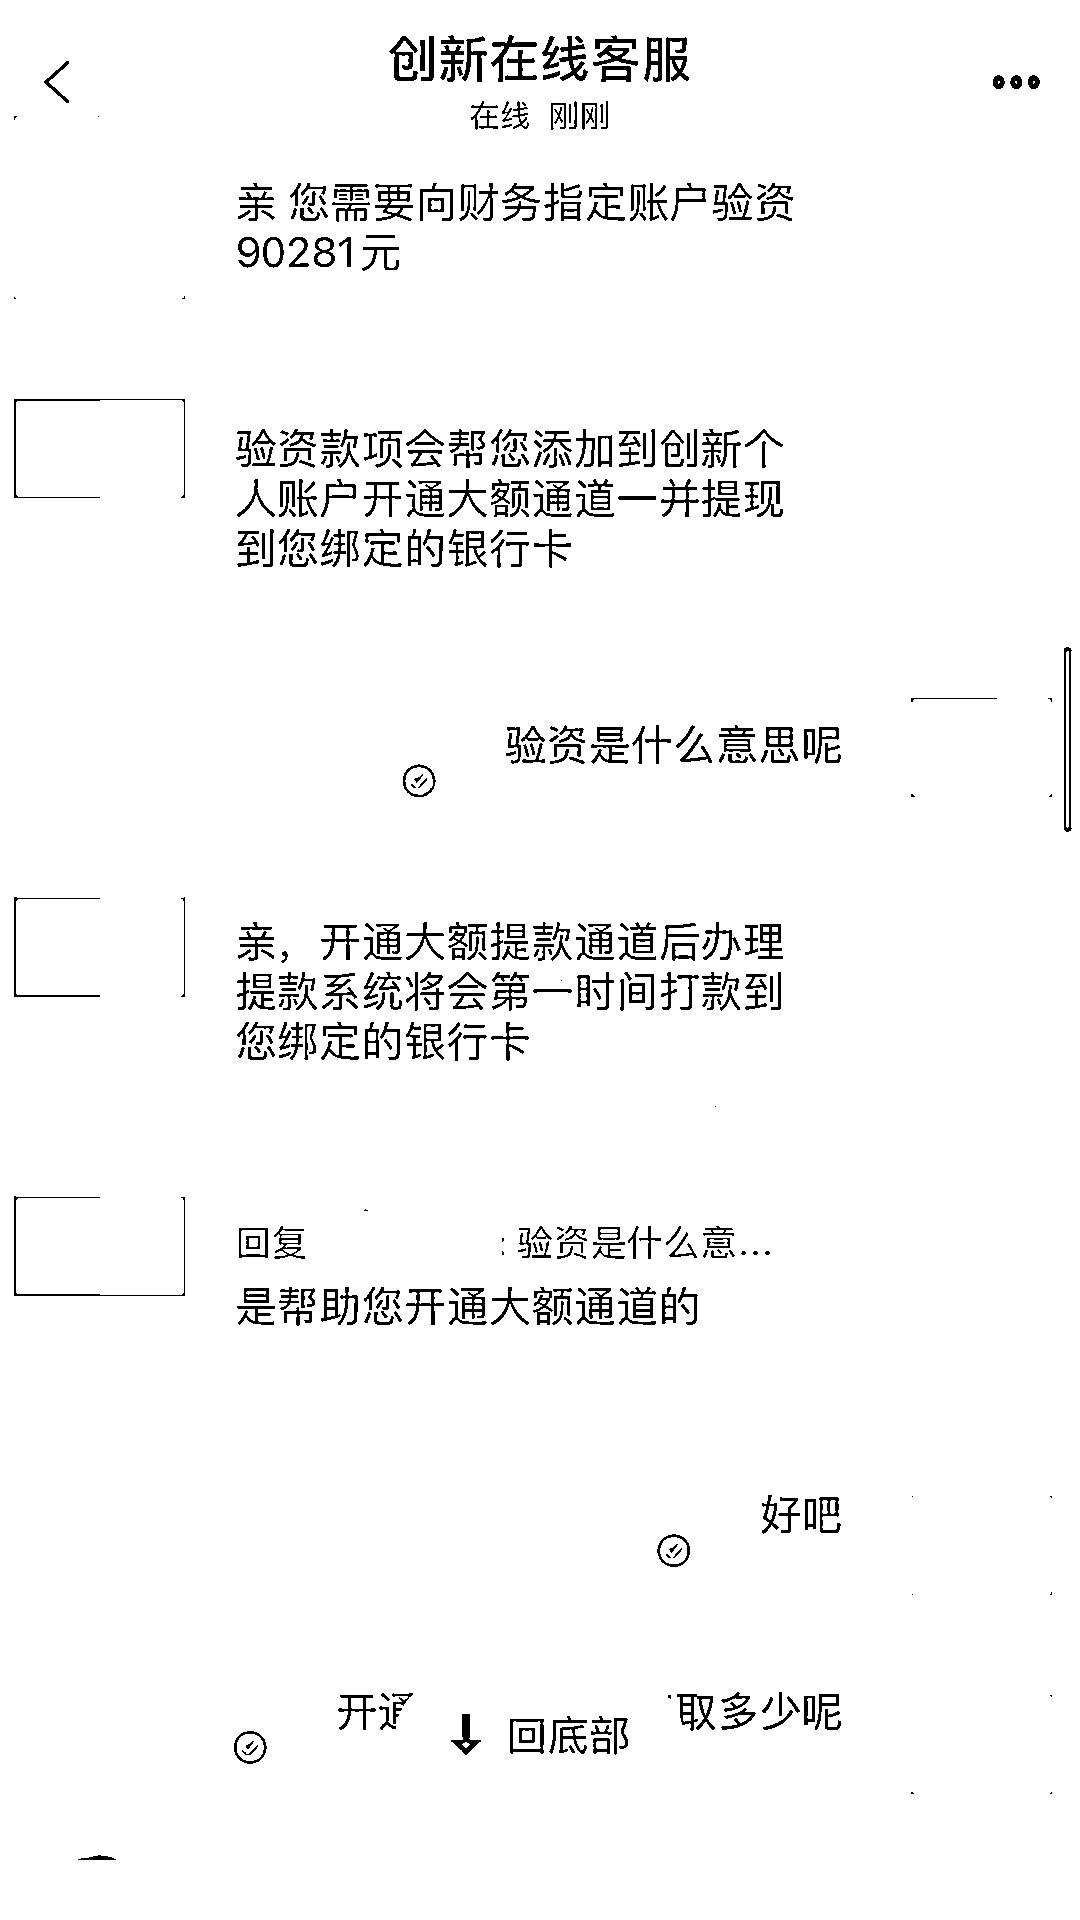 创新在线客服
在线 刚刚
亲 您需要向财务指定账户验资
90281元
验资款项会帮您添加到创新个
人账户开通大额通道一并提现
到您绑定的银行卡
验资是什么意思呢
亲，开通大额提款通道后办理
提款系统将会第一时间打款到
您绑定的银行卡
回复 : 验资是什么意...
是帮助您开通大额通道的
好吧
开 取多少呢
回底部